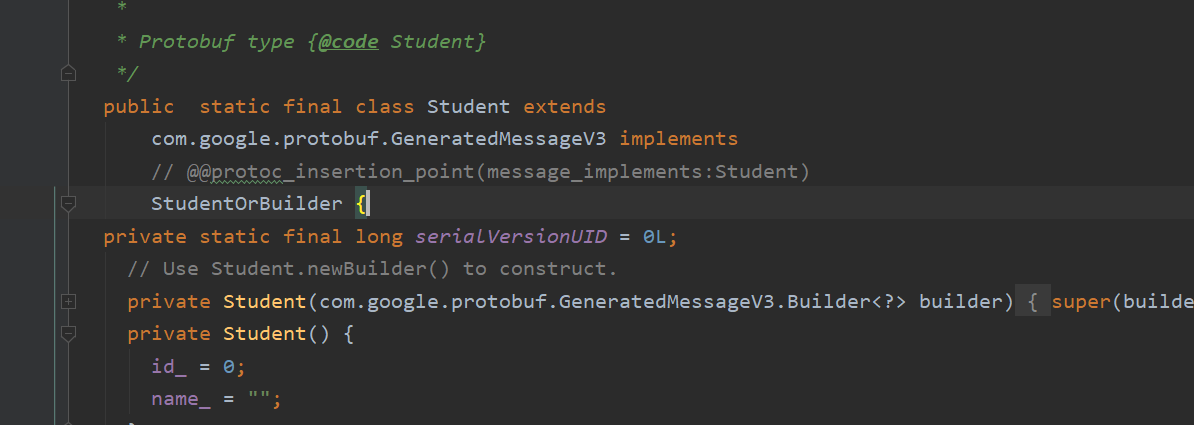 *
* Protobuf type {@code Student}
*/
public  static final class Student extends
com.google.protobuf.GeneratedMessageV3 implements
// @@protoc_insertion_point(message_implements:Student)
StudentOrBuilder {
private static final long serialVersionUID = 0L;
// Use Student.newBuilder() to construct.
private Student(com.google.protobuf.GeneratedMessageV3.Builder<?> builder) { super(builde
private Student() {
id_ = 0;
name_ = "";